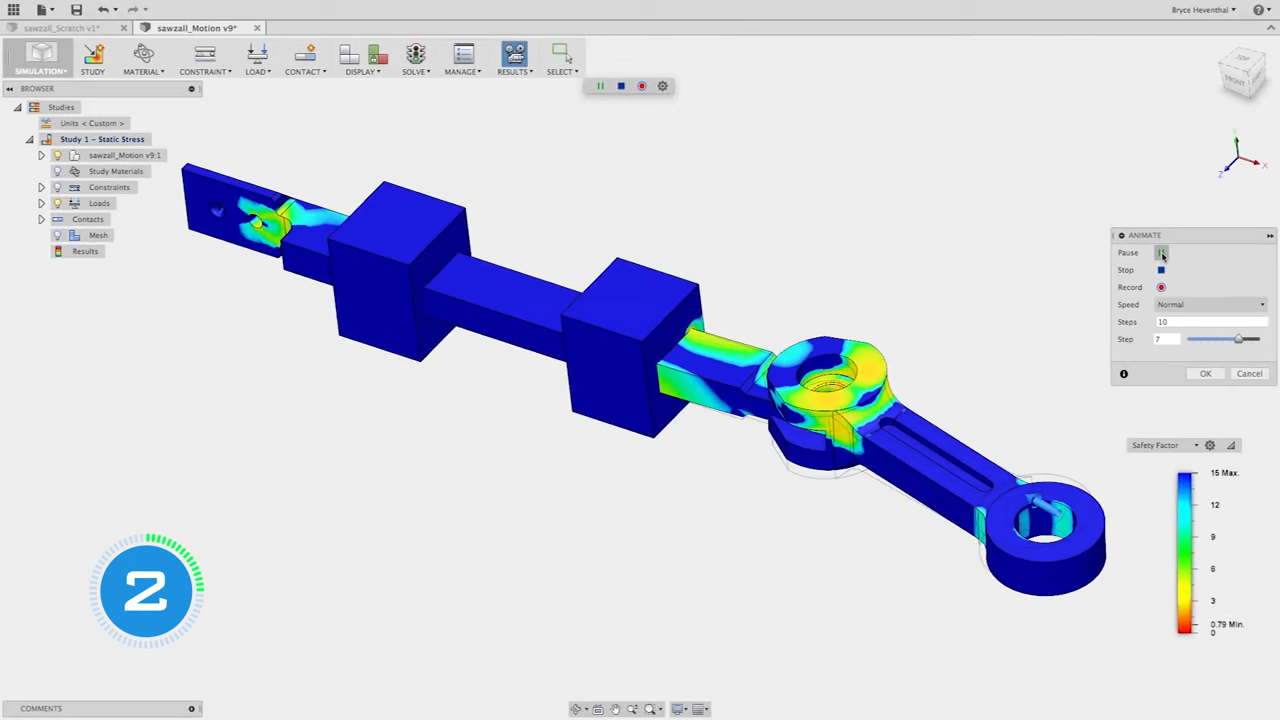 Bryce Heventhal
sawzall_Scratch v1*
sawzall_Motion v9*
SIMULATION
STUDY
MATERIAL
CONSTRAINT
LOAD
CONTACT
DISPLAY
SOLVE
MANAGE
RESULTS
SELECT
BROWSER
TOP
FRONT
Studies
Units < Custom >
Study 1 - Static Stress
sawzall_Motion v9:1
Study Materials
Constraints
Loads
Contacts
Mesh
Results
Y
X
Z
ANIMATE
Pause
Stop
Record
Speed Normal
Steps 10
Step 7
OK Cancel
Safety Factor
15 Max.
12
9
6
3
0.79 Min.
0
2
COMMENTS